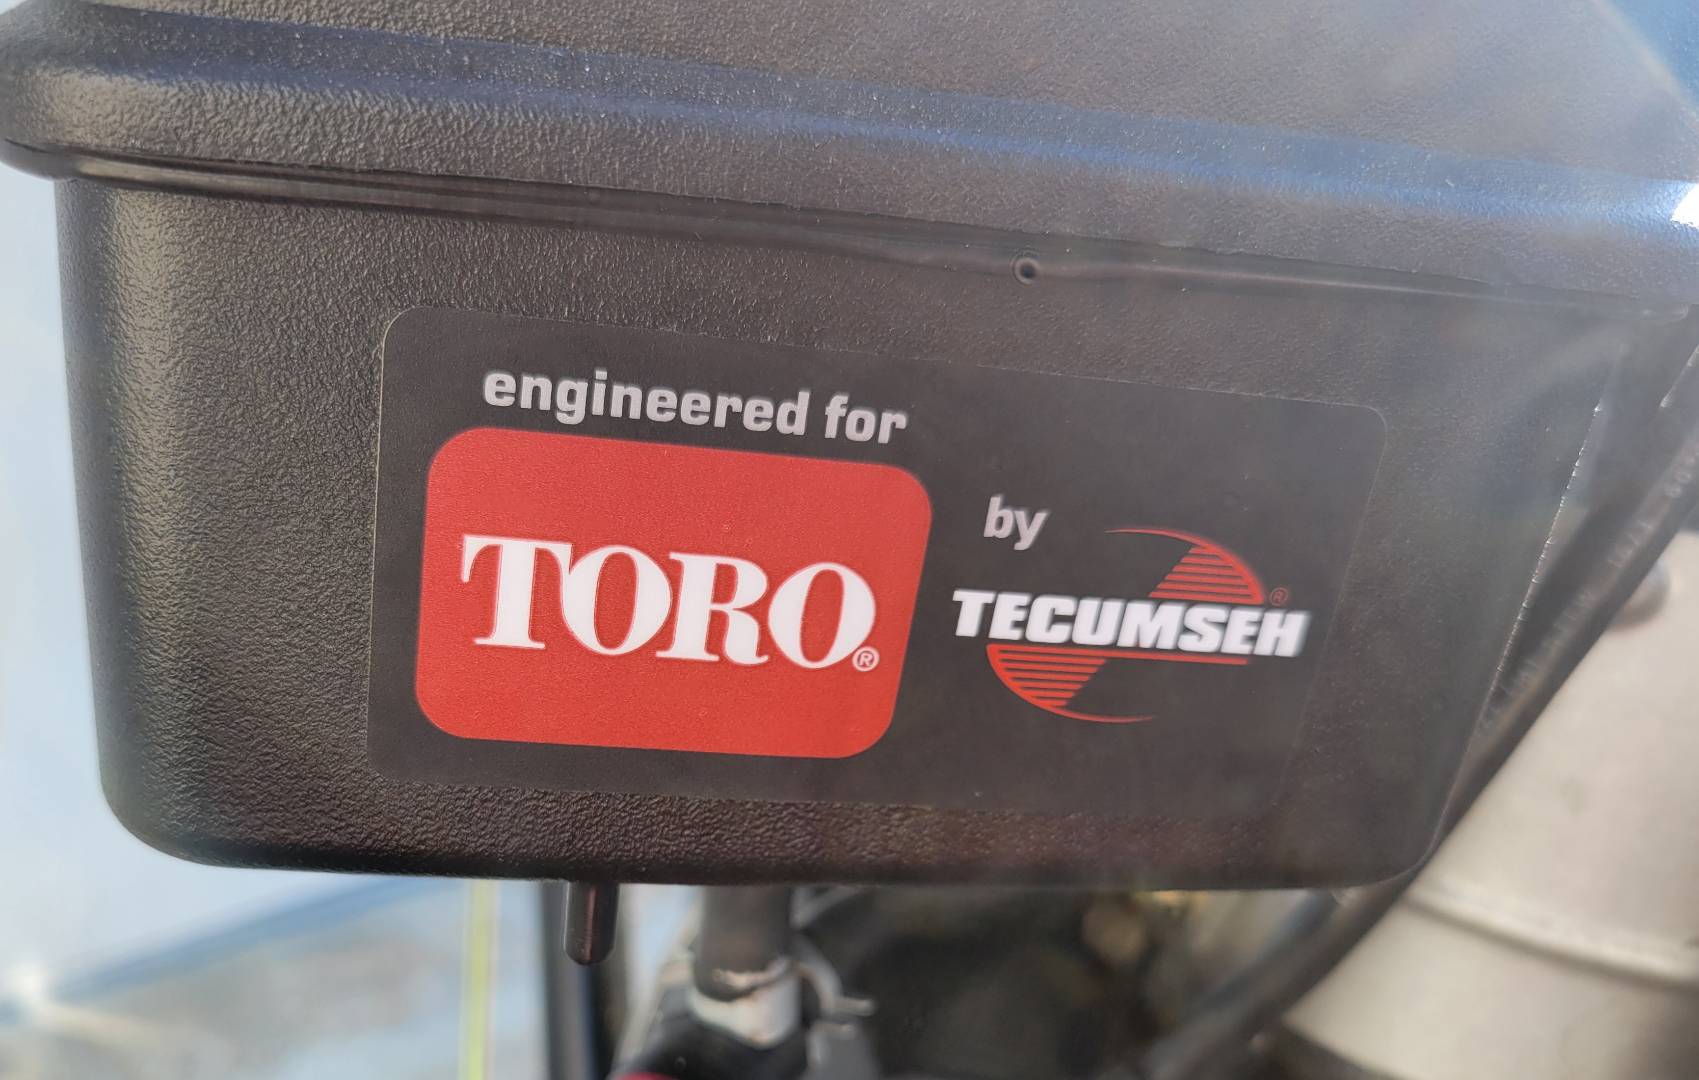 engineered for
TORO®
by
TECUMSEH®